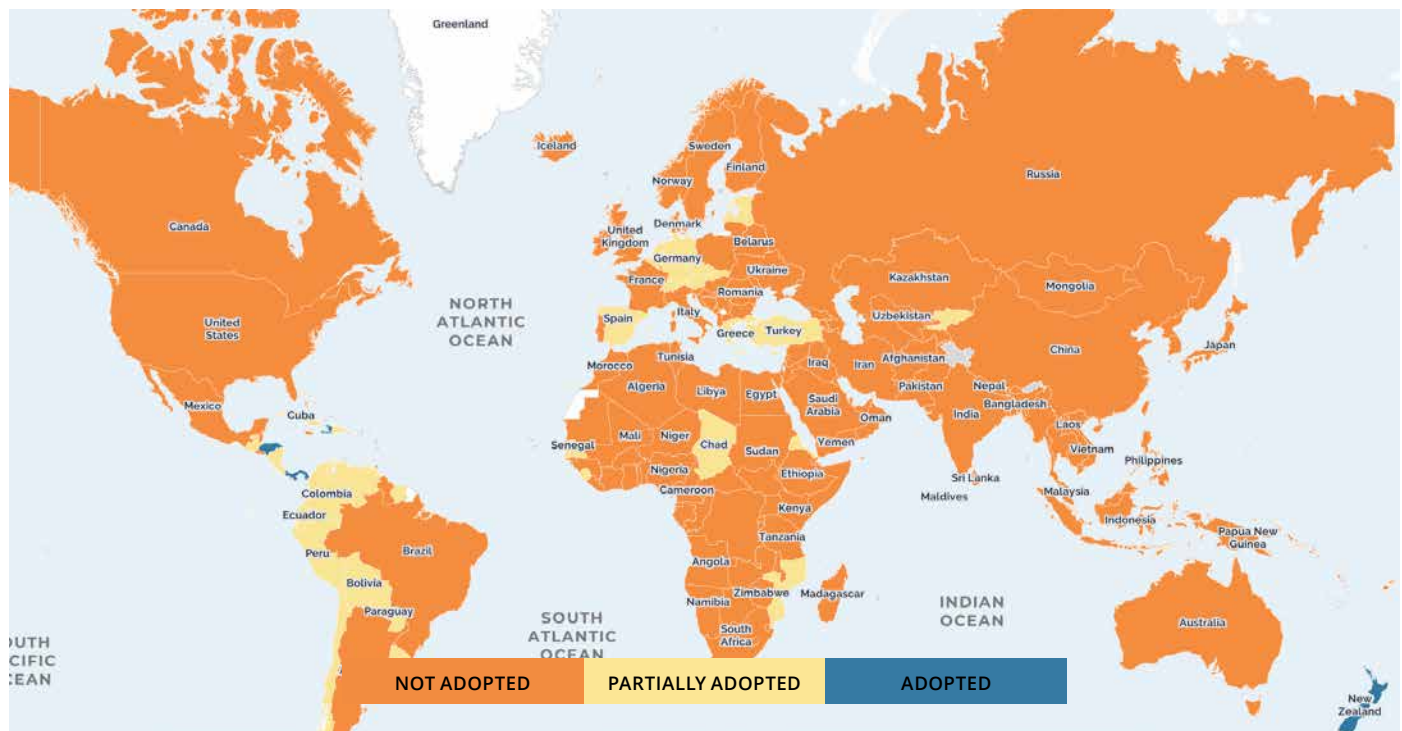 Greenland
Iceland
Sweden
Finland
Norway
Russia
Canada
United
Kingdom
Denmark
Belarus
Germany
Ukraine
Kazakhstan
Mongolia
France
Romania
NORTH
ATLANTIC
OCEAN
United
States
Spain
Italy
Greece
Turkey
Uzbekistan
China
Japan
Morocco
Tunisia
Iraq
Iran
Afghanistan
Algeria
Libya
Egypt
Pakistan
Nepal
Mexico
Cuba
Saudi
Arabia
Bangladesh
India
Oman
Laos
Senegal
Mali
Niger
Chad
Sudan
Yemen
Vietnam
Philippines
Nigeria
Ethiopia
Sri Lanka
Colombia
Cameroon
Maldives
Malaysia
Ecuador
Kenya
Indonesia
Papua New
Guinea
Peru
Brazil
Tanzania
Angola
Bolivia
Zimbabwe
Madagascar
Namibia
INDIAN
OCEAN
Paraguay
SOUTH
ATLANTIC
OCEAN
South
Africa
Australia
OUTH
CIFIC
EAN
NOT ADOPTED
PARTIALLY ADOPTED
ADOPTED
New
Zealand